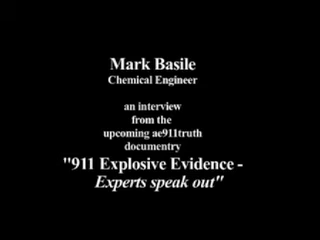 Mark Basile
Chemical Engineer
an interview
from the
upcoming ae911truth
documentry
"911 Explosive Evidence -
Experts speak out"